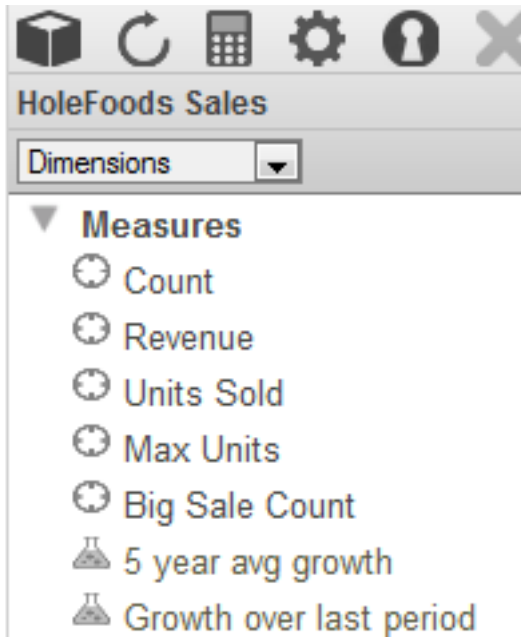 HoleFoods Sales
Dimensions
Measures
Count
Revenue
Units Sold
Max Units
Big Sale Count
5 year avg growth
Growth over last period